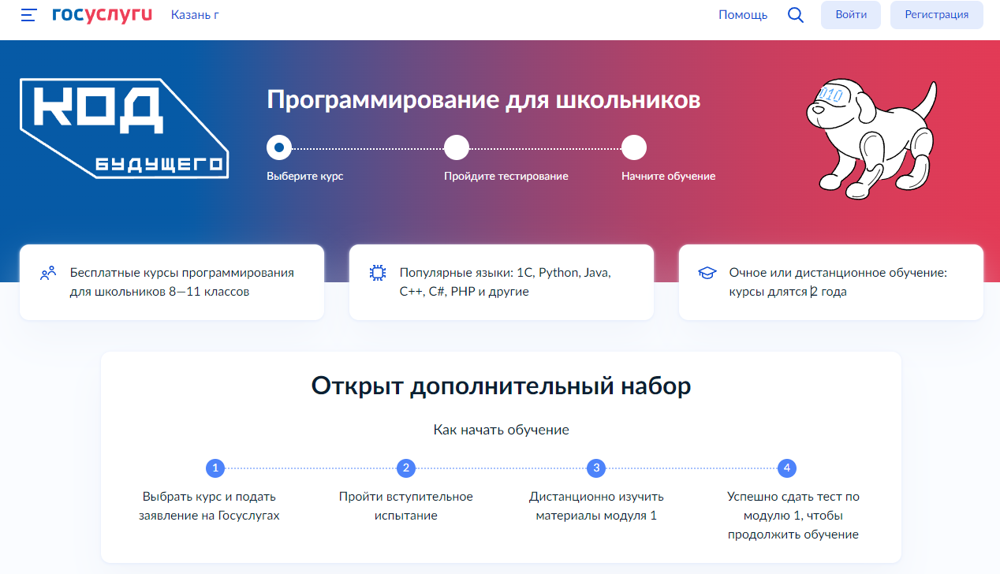 госуслуги Казань г Помощь Войти Регистрация
КОД
БУДУЩЕГО
Программирование для школьников
Выберите курс Пройдите тестирование Начните обучение
010
Бесплатные курсы программирования
для школьников 8—11 классов
Популярные языки: 1С, Python, Java,
C++, C#, PHP и другие
Очное или дистанционное обучение:
курсы длятся 2 года
Открыт дополнительный набор
Как начать обучение
1 2 3 4
Выбрать курс и подать
заявление на Госуслугах
Пройти вступительное
испытание
Дистанционно изучить
материалы модуля 1
Успешно сдать тест по
модулю 1, чтобы
продолжить обучение